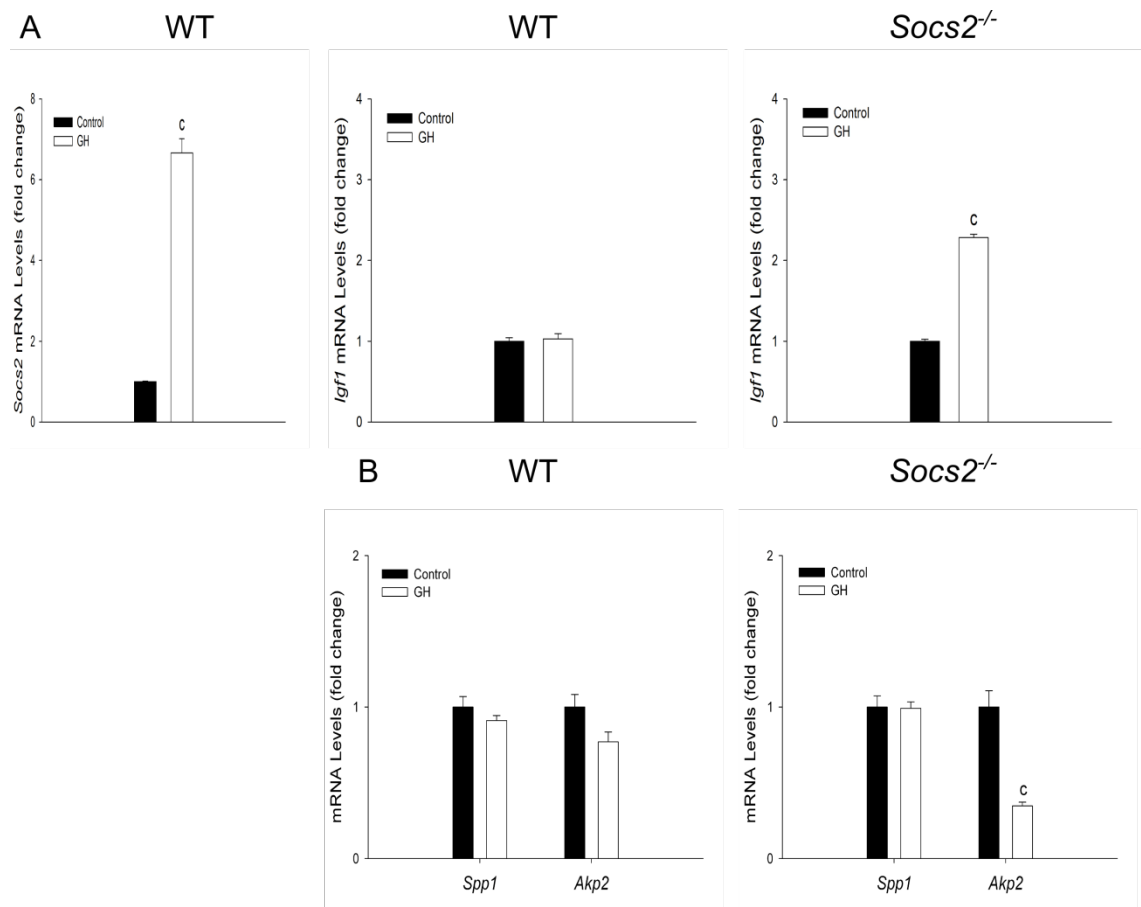 A
WT
WT
Socs2-/-
Socs2 mRNA Levels (fold change)
8
6
4
2
0
Control
GH
c
Igf1 mRNA Levels (fold change)
4
3
2
1
0
Control
GH
Igf1 mRNA Levels (fold change)
4
3
2
1
0
Control
GH
c
B
WT
Socs2-/-
mRNA Levels (fold change)
2
1
0
Control
GH
Spp1
Akp2
mRNA Levels (fold change)
2
1
0
Control
GH
c
Spp1
Akp2